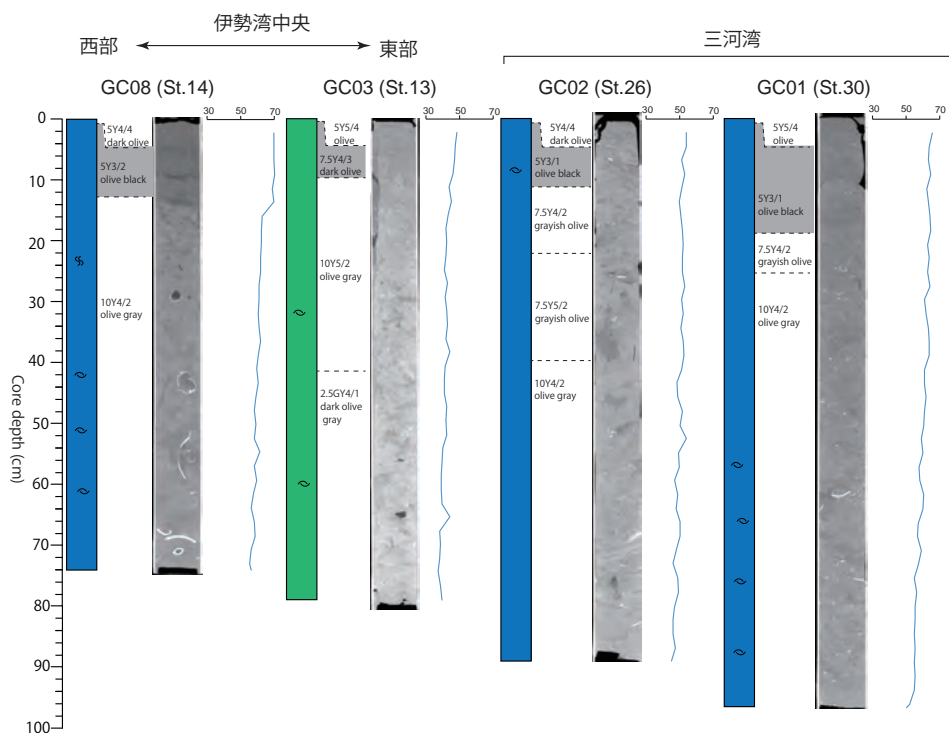 伊勢湾中央
西部
東部
三河湾
GC08 (St.14)
GC03 (St.13)
GC02 (St.26)
GC01 (St.30)
30 50 70
30 50 70
30 50 70
30 50 70
Core depth (cm)
0
10
20
30
40
50
60
70
80
90
100
5Y4/4
dark olive
5Y3/2
olive black
10Y4/2
olive gray
5Y5/4
olive
7.5Y4/3
dark olive
10Y5/2
olive gray
2.5GY4/1
dark olive
gray
5Y4/4
dark olive
5Y3/1
olive black
7.5Y4/2
grayish olive
7.5Y5/2
grayish olive
10Y4/2
olive gray
5Y5/4
olive
5Y3/1
olive black
7.5Y4/2
grayish olive
10Y4/2
olive gray